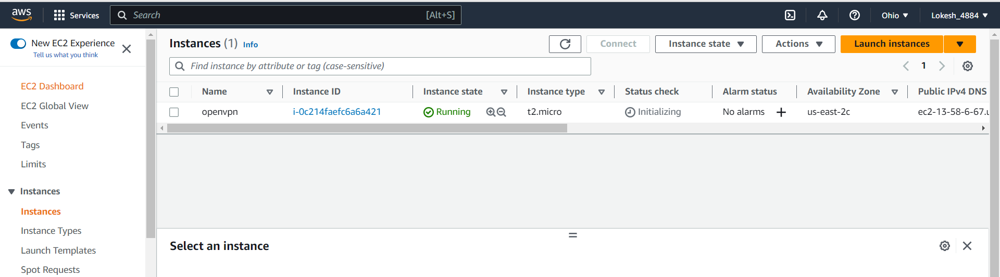 aws Services Search [Alt+S] Ohio Lokesh_4884
New EC2 Experience
Tell us what you think
EC2 Dashboard
EC2 Global View
Events
Tags
Limits
Instances
Instances
Instance Types
Launch Templates
Spot Requests
Instances (1) Info Connect Instance state Actions Launch instances
Find instance by attribute or tag (case-sensitive) 1
Name Instance ID Instance state Instance type Status check Alarm status Availability Zone Public IPv4 DNS
openvpn i-0c214faefc6a6a421 Running t2.micro Initializing No alarms + us-east-2c ec2-13-58-6-67.u
Select an instance